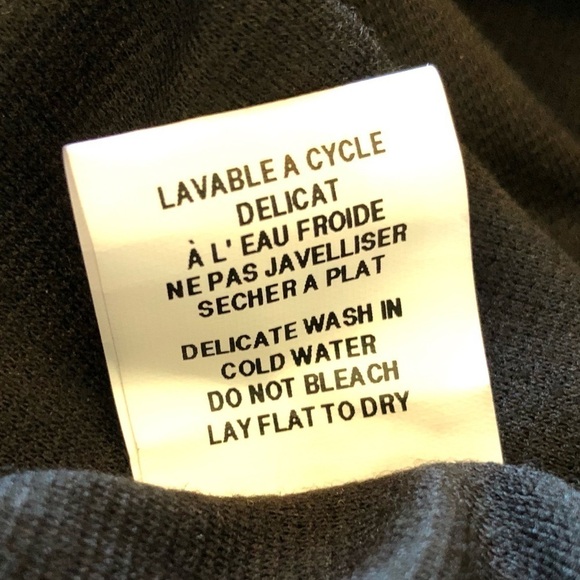 LAVABLE A CYCLE
DELICAT
À L' EAU FROIDE
NE PAS JAVELLISER
SECHER A PLAT
DELICATE WASH IN
COLD WATER
DO NOT BLEACH
LAY FLAT TO DRY